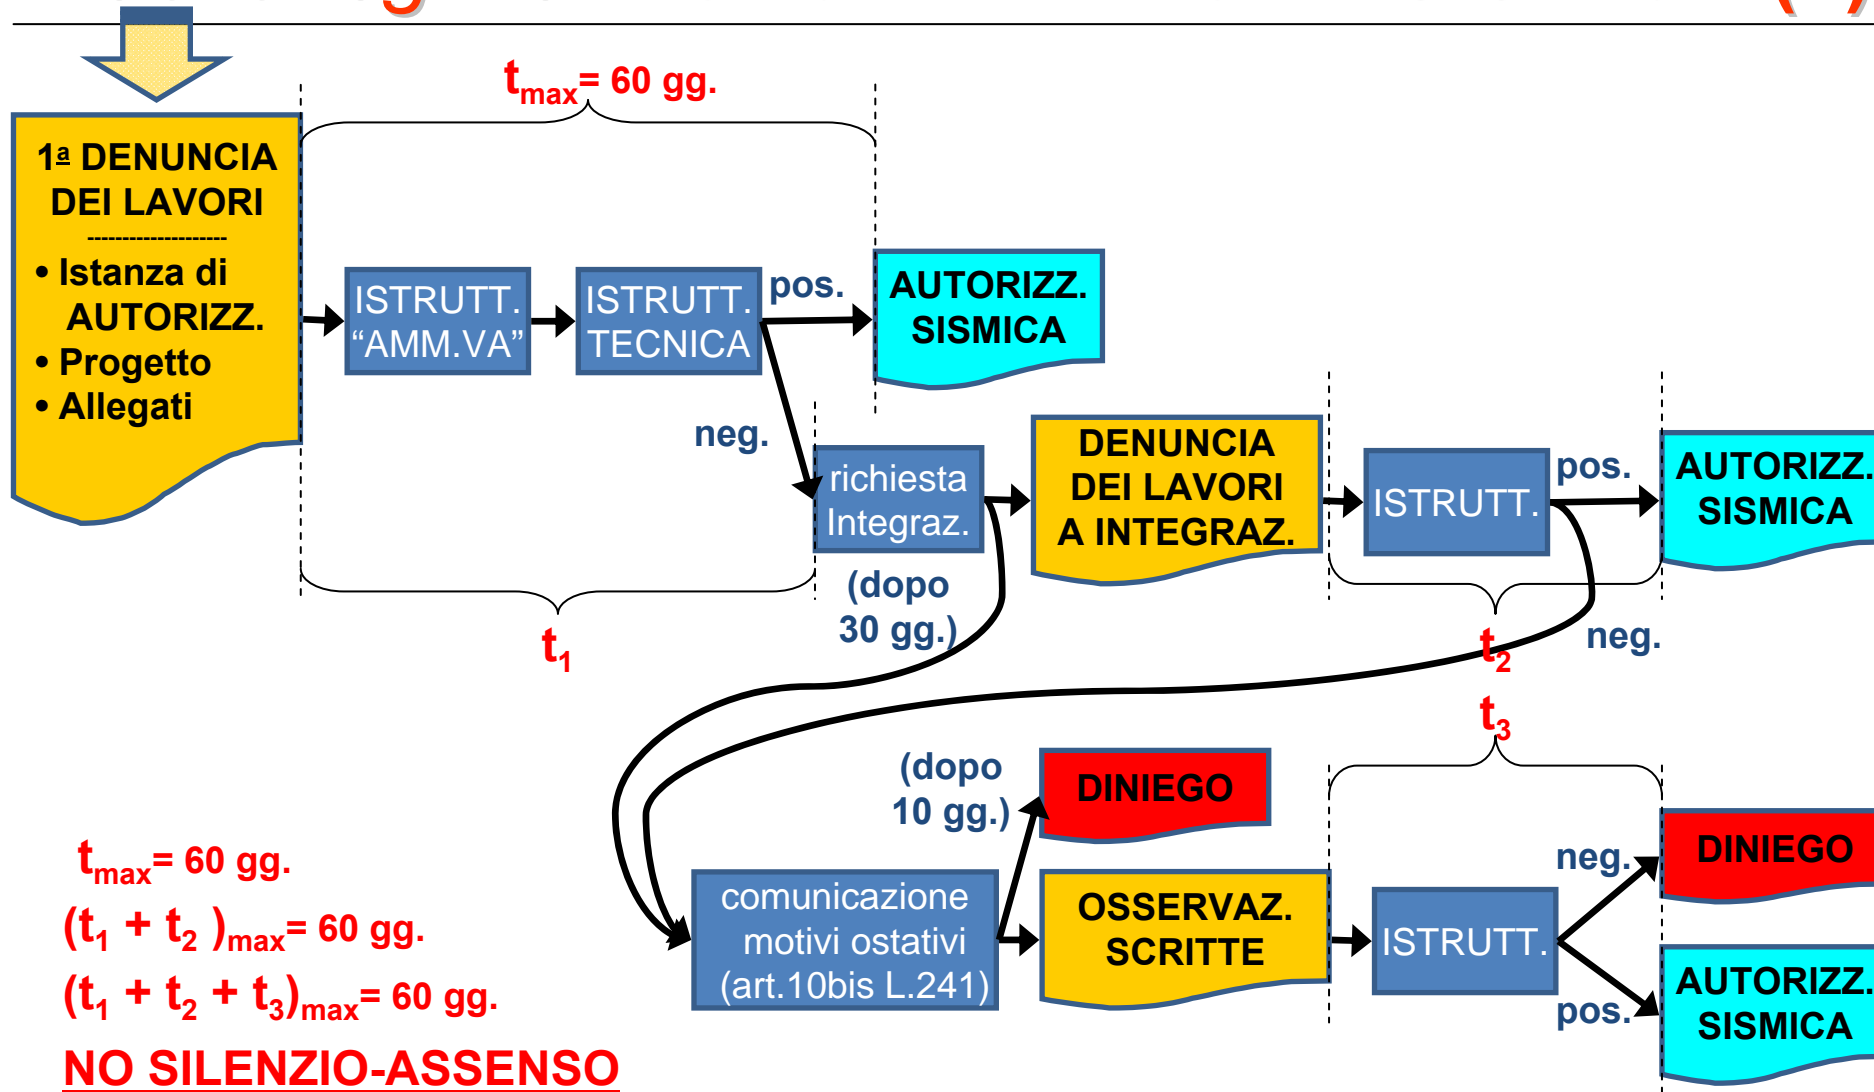 t_max= 60 gg.
1ª DENUNCIA
DEI LAVORI
--------------------
• Istanza di
AUTORIZZ.
• Progetto
• Allegati
ISTRUTT.
“AMM.VA”
ISTRUTT.
TECNICA
pos.
AUTORIZZ.
SISMICA
neg.
richiesta
Integraz.
(dopo
30 gg.)
DENUNCIA
DEI LAVORI
A INTEGRAZ.
ISTRUTT.
pos.
AUTORIZZ.
SISMICA
neg.
t1
t2
t3
(dopo
10 gg.)
DINIEGO
comunicazione
motivi ostativi
(art.10bis L.241)
OSSERVAZ.
SCRITTE
ISTRUTT.
neg.
DINIEGO
pos.
AUTORIZZ.
SISMICA
t_max= 60 gg.
(t1 + t2 )max= 60 gg.
(t1 + t2 + t3)max= 60 gg.
NO SILENZIO-ASSENSO